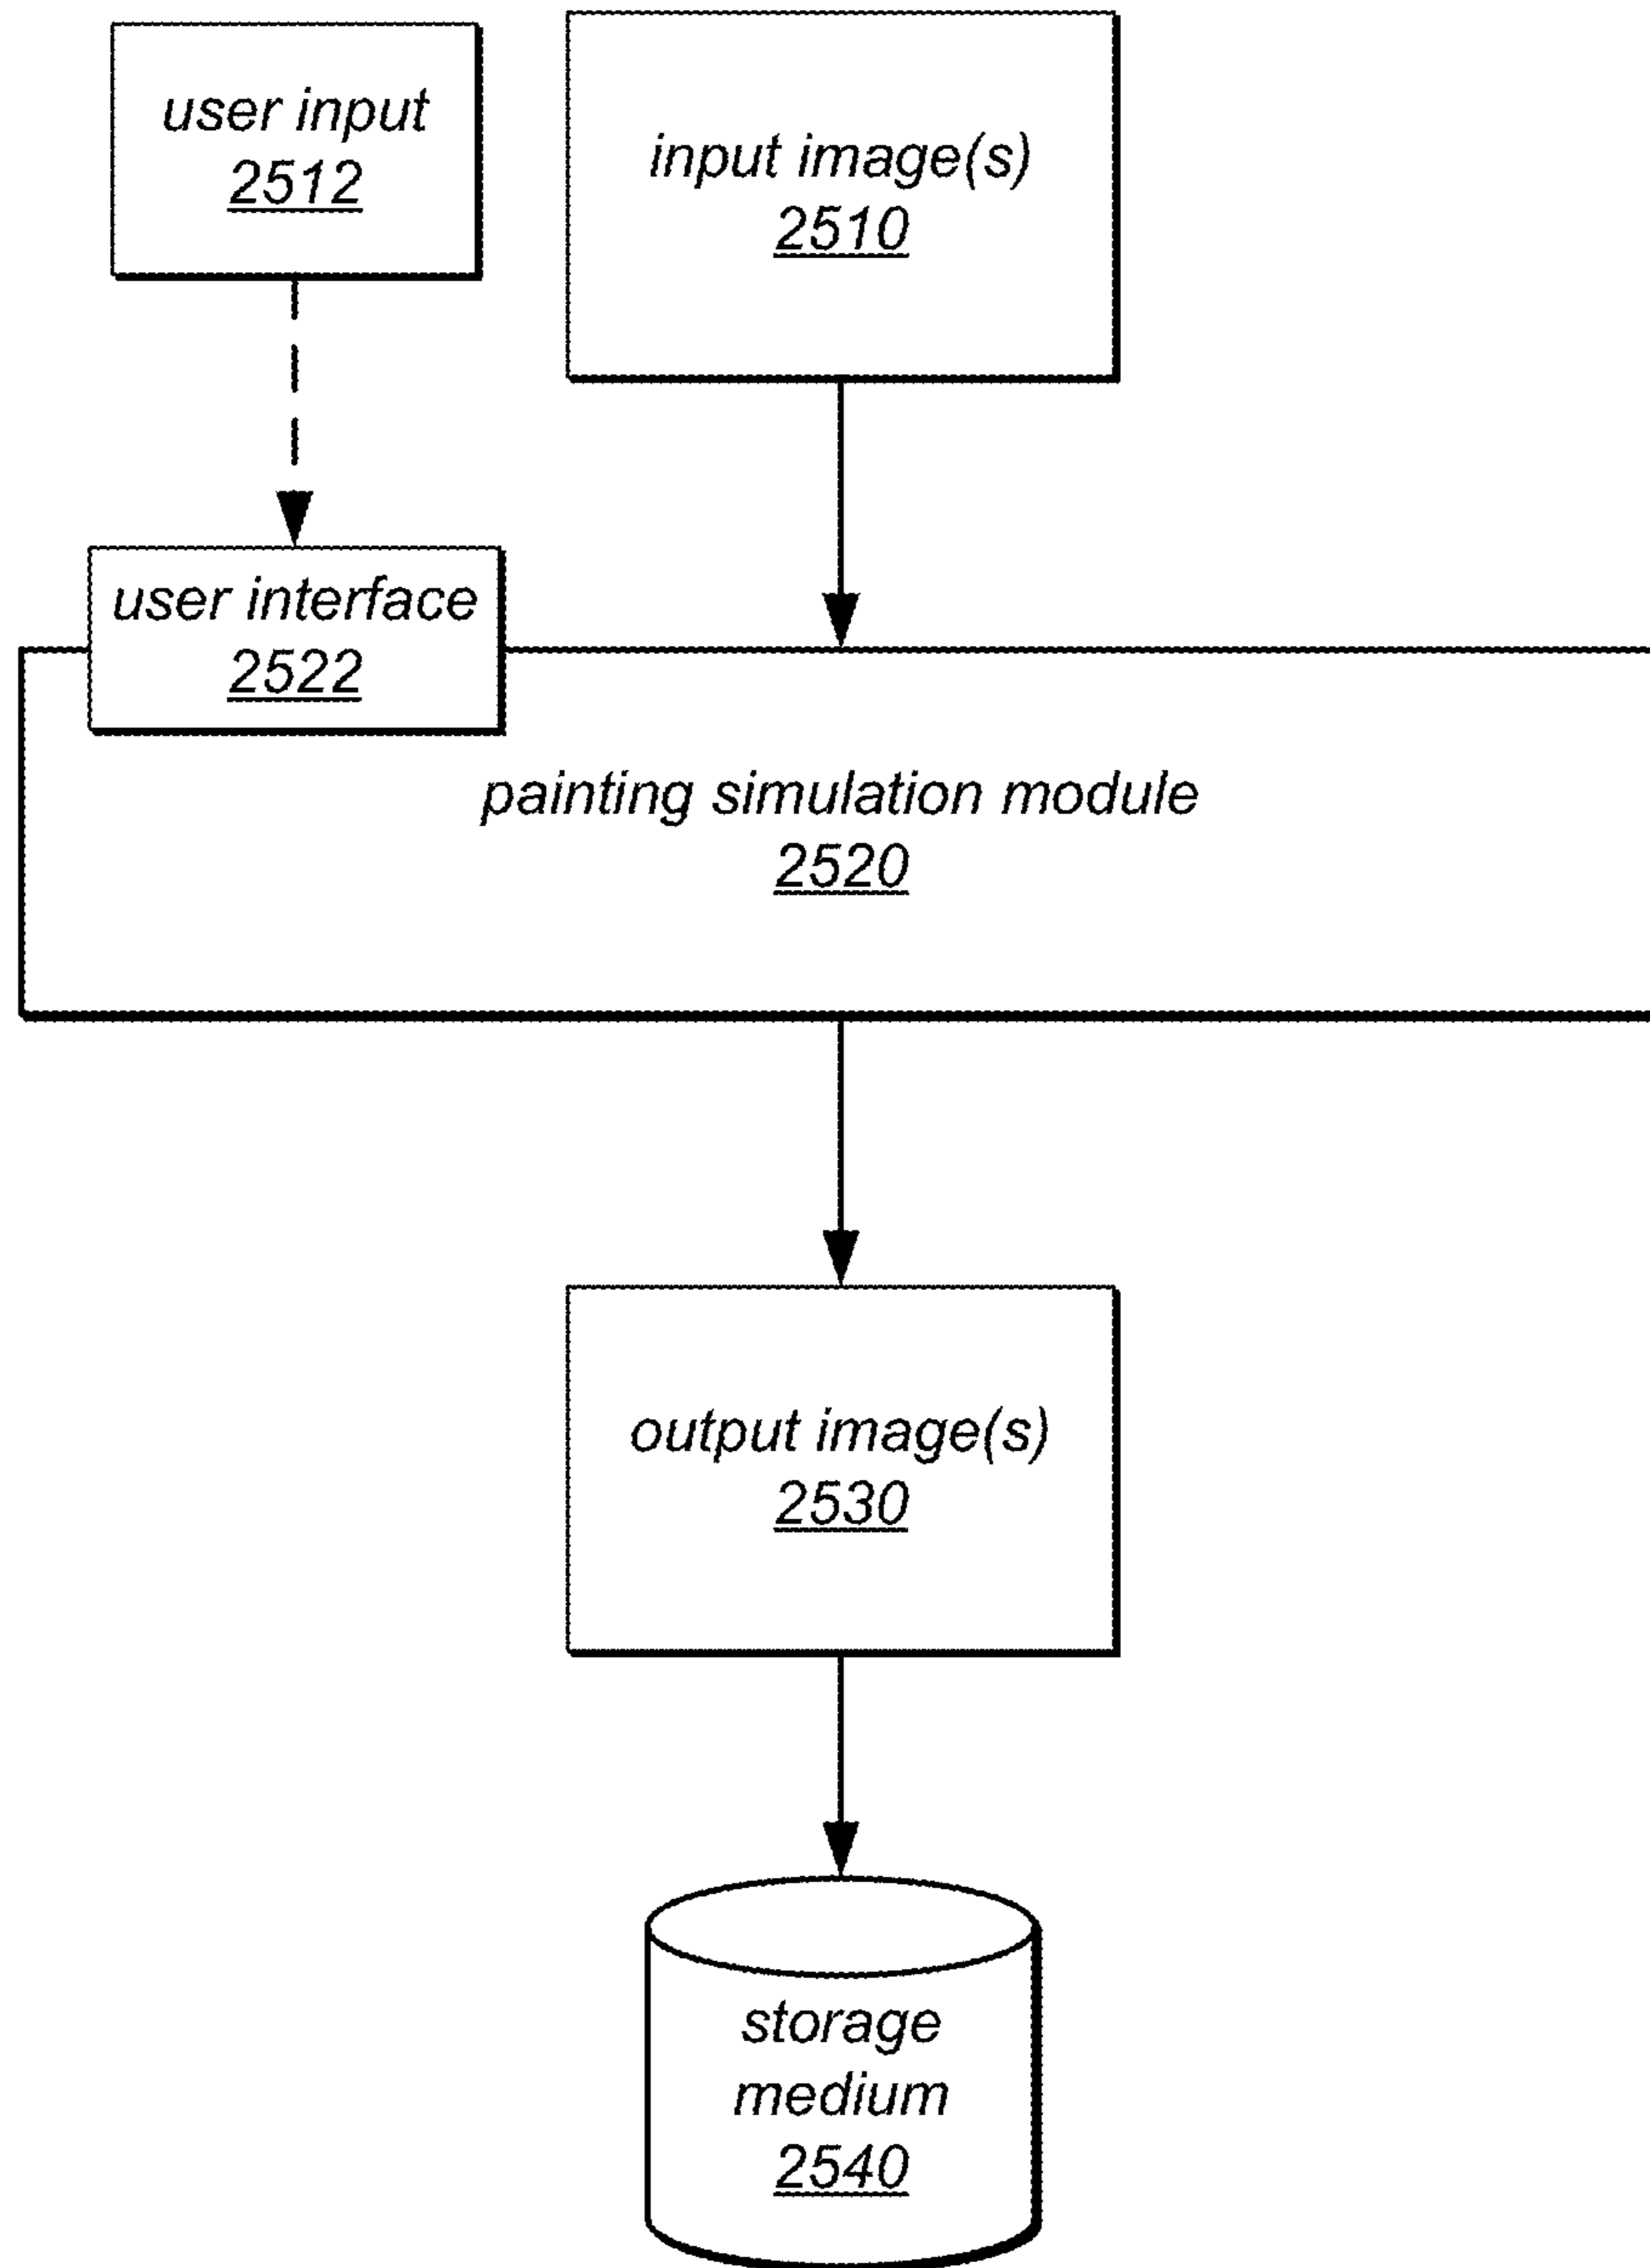 user input
2512
input image(s)
2510
user interface
2522
painting simulation module
2520
output image(s)
2530
storage
medium
2540